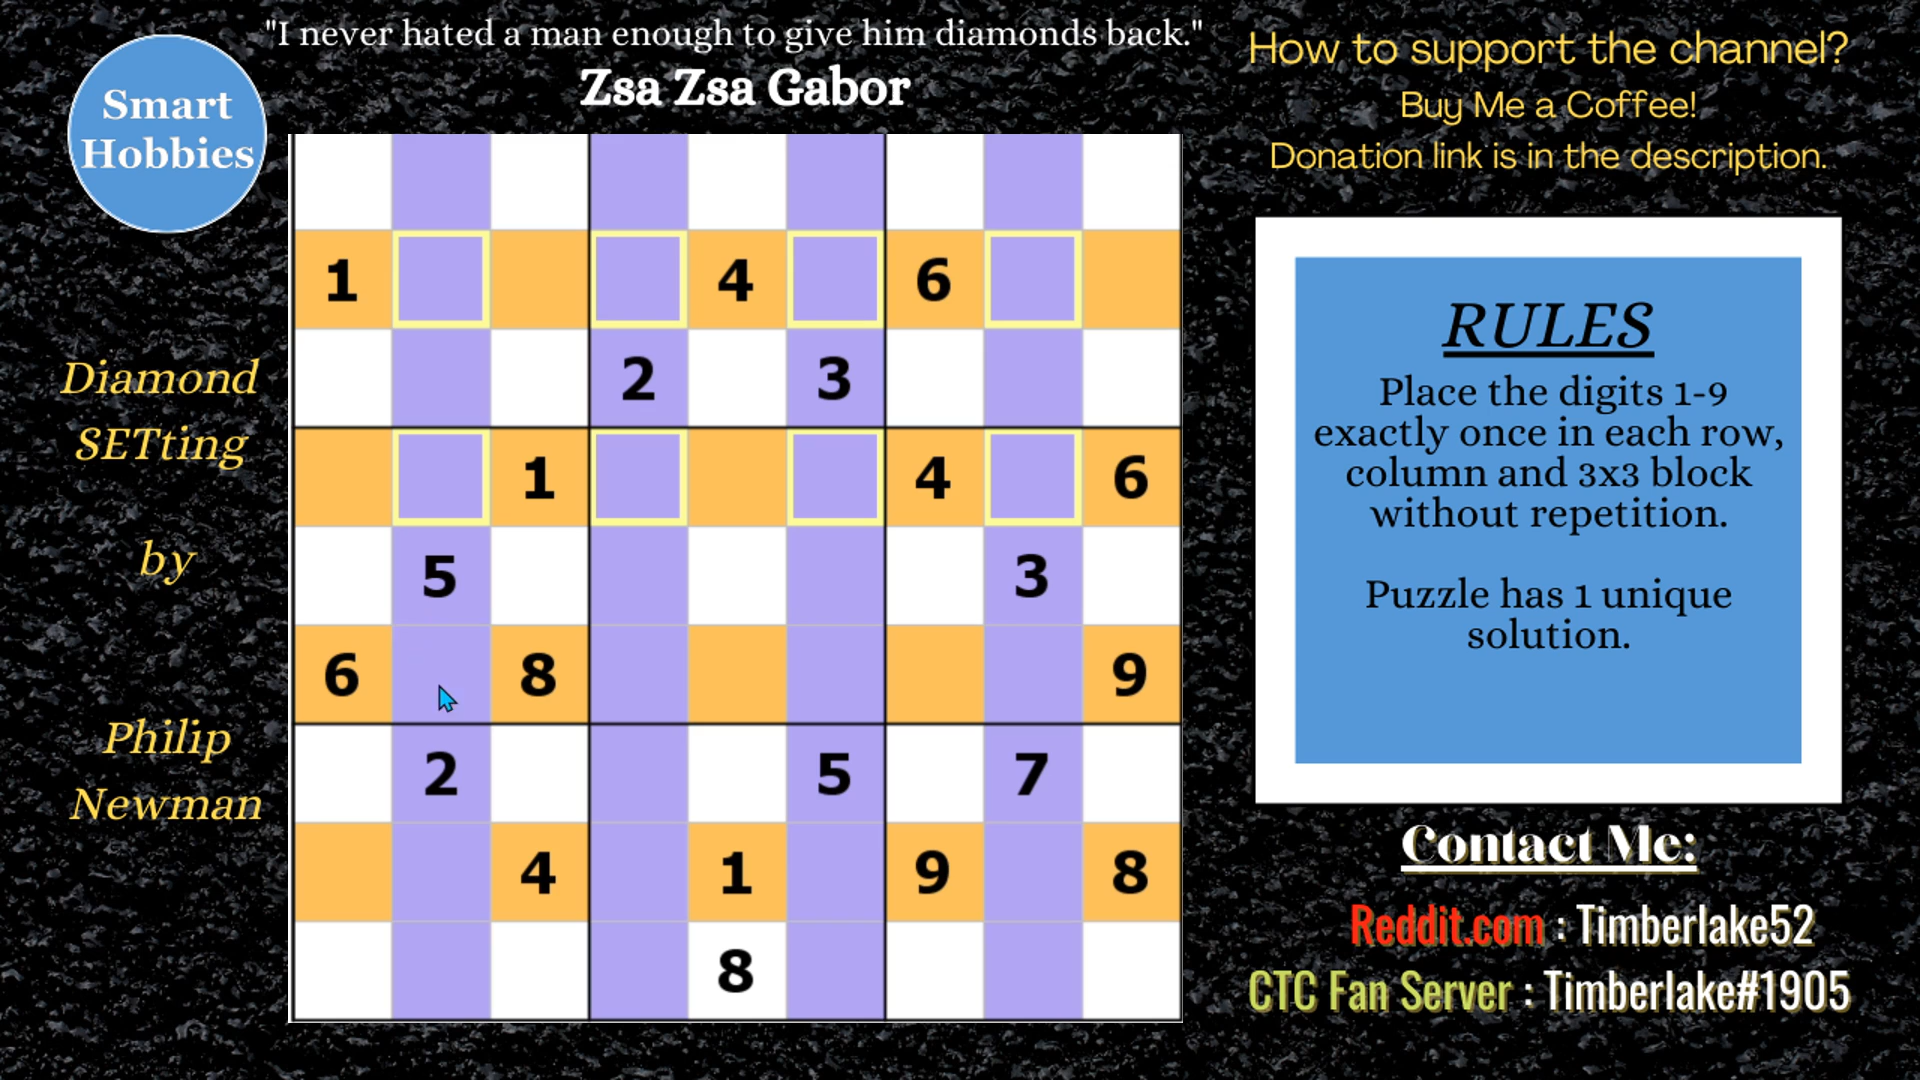 "I never hated a man enough to give him diamonds back."
Zsa Zsa Gabor
Smart
Hobbies
Diamond
SETting
by
Philip
Newman
1 4 6
2 3
1 4 6
5 3
6 8 9
2 5 7
4 1 9 8
8
How to support the channel?
Buy Me a Coffee!
Donation link is in the description.
RULES
Place the digits 1-9
exactly once in each row,
column and 3x3 block
without repetition.
Puzzle has 1 unique
solution.
Contact Me:
Reddit.com : Timberlake52
CTC Fan Server : Timberlake#1905